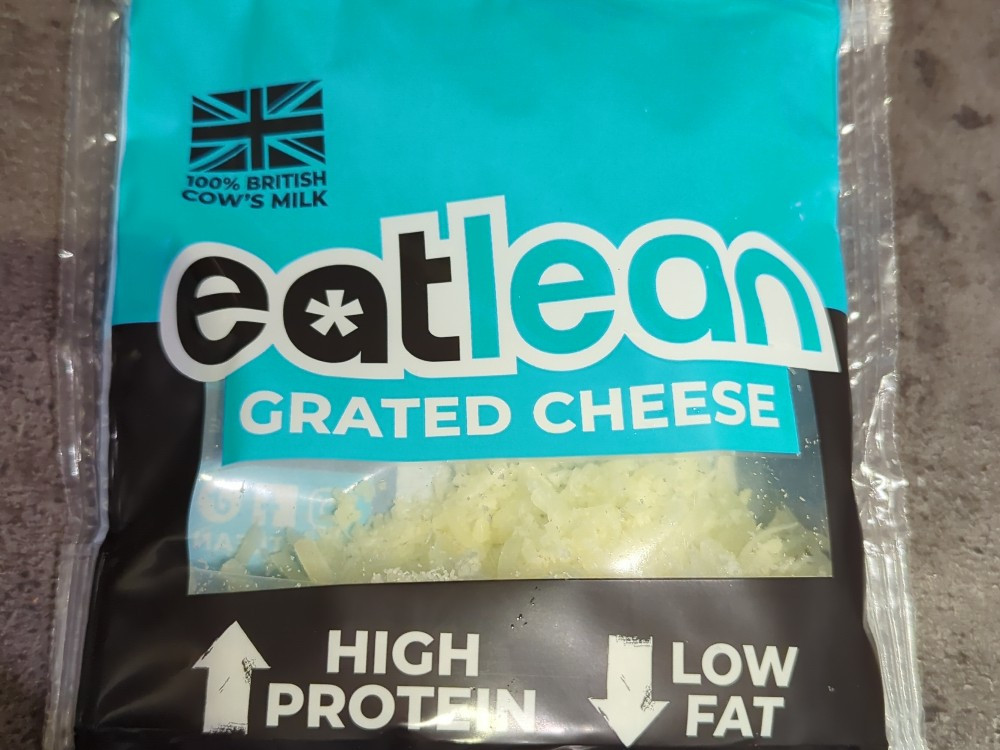 100% BRITISH
COW'S MILK
eatlean
GRATED CHEESE
HIGH
PROTEIN
LOW
FAT